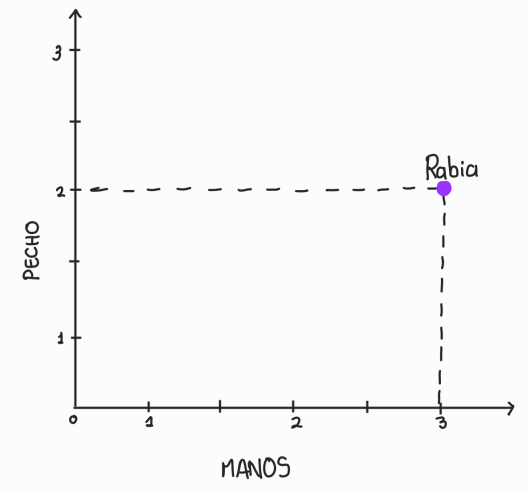 3
Rabia
2
PECHO
1
0 1 2 3
MANOS